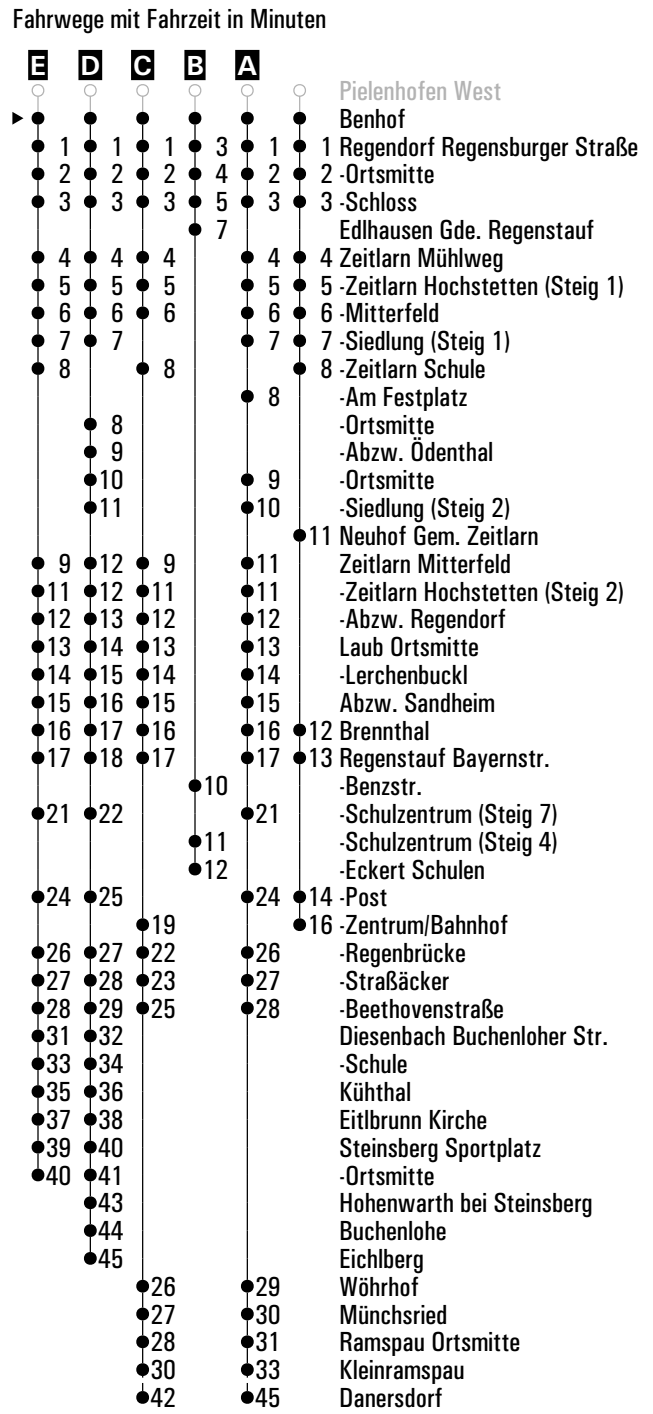 Fahrwege mit Fahrzeit in Minuten
E D C B A
Pielenhofen West
Benhof
1 1 1 3 1 1 Regendorf Regensburger Straße
2 2 2 4 2 2 -Ortsmitte
3 3 3 5 3 3 -Schloss
7 Edlhausen Gde. Regenstauf
4 4 4 4 4 Zeitlarn Mühlweg
5 5 5 5 5 -Zeitlarn Hochstetten (Steig 1)
6 6 6 6 6 -Mitterfeld
7 7 7 7 -Siedlung (Steig 1)
8 8 8 -Zeitlarn Schule
8 -Am Festplatz
8 -Ortsmitte
9 -Abzw. Ödenthal
10 9 -Ortsmitte
11 10 -Siedlung (Steig 2)
11 Neuhof Gem. Zeitlarn
9 12 9 11 Zeitlarn Mitterfeld
11 12 11 11 -Zeitlarn Hochstetten (Steig 2)
12 13 12 12 -Abzw. Regendorf
13 14 13 13 Laub Ortsmitte
14 15 14 14 -Lerchenbuckl
15 16 15 15 Abzw. Sandheim
16 17 16 16 12 Brennthal
17 18 17 17 13 Regenstauf Bayernstr.
10 -Benzstr.
21 22 21 -Schulzentrum (Steig 7)
11 -Schulzentrum (Steig 4)
12 -Eckert Schulen
24 25 24 14 -Post
19 16 -Zentrum/Bahnhof
26 27 22 26 -Regenbrücke
27 28 23 27 -Straßäcker
28 29 25 28 -Beethovenstraße
31 32 Diesenbach Buchenloher Str.
33 34 -Schule
35 36 Kühthal
37 38 Eitlbrunn Kirche
39 40 Steinsberg Sportplatz
40 41 -Ortsmitte
43 Hohenwarth bei Steinsberg
44 Buchenlohe
45 Eichlberg
26 29 Wöhrhof
27 30 Münchsried
28 31 Ramspau Ortsmitte
30 33 Kleinramspau
42 45 Danersdorf